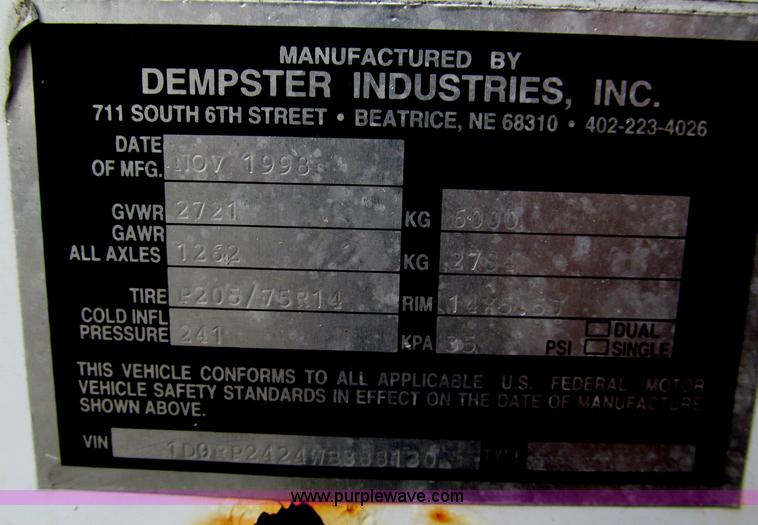 MANUFACTURED BY
DEMPSTER INDUSTRIES, INC.
711 SOUTH 6TH STREET • BEATRICE, NE 68310 • 402-223-4026
DATE
OF MFG. NOV 1998
GVWR 2721 KG 6000
GAWR
ALL AXLES 1262 KG
TIRE P205/75R14 RIM
COLD INFL
PRESSURE 241 KPA 35 PSI
DUAL
SINGLE
THIS VEHICLE CONFORMS TO ALL APPLICABLE U.S. FEDERAL MOTOR
VEHICLE SAFETY STANDARDS IN EFFECT ON THE DATE OF MANUFACTURE
SHOWN ABOVE.
VIN TYPE
www.purplewave.com